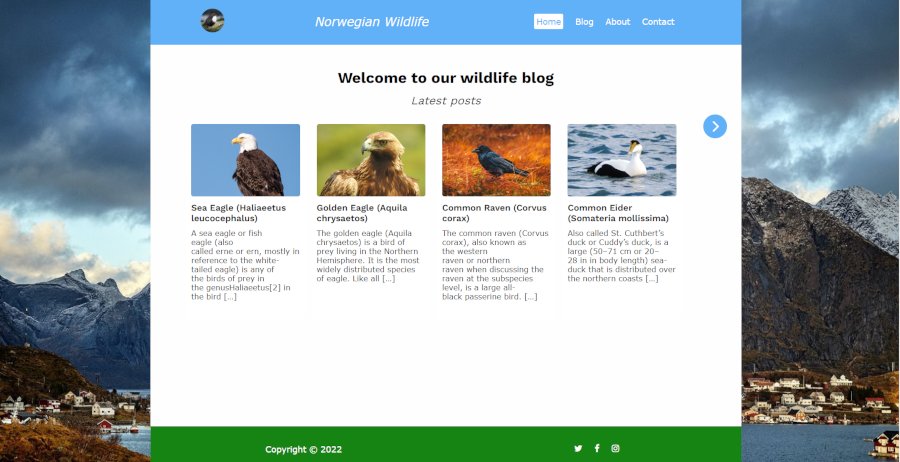 Norwegian Wildlife
Home Blog About Contact
Welcome to our wildlife blog
Latest posts
Sea Eagle (Haliaeetus
leucocephalus)
A sea eagle or fish
eagle (also
called erne or ern, mostly in
reference to the white-
tailed eagle) is any of
the birds of prey in
the genusHaliaeetus[2] in
the bird [...]
Golden Eagle (Aquila
chrysaetos)
The golden eagle (Aquila
chrysaetos) is a bird of
prey living in the Northern
Hemisphere. It is the most
widely distributed species
of eagle. Like all [...]
Common Raven (Corvus
corax)
The common raven (Corvus
corax), also known as
the western
raven or northern
raven when discussing the
raven at the subspecies
level, is a large all-
black passerine bird. [...]
Common Eider
(Somateria mollissima)
Also called St. Cuthbert's
duck or Cuddy's duck, is a
large (50–71 cm or 20–
28 in in body length) sea-
duck that is distributed over
the northern coasts [...]
Copyright © 2022